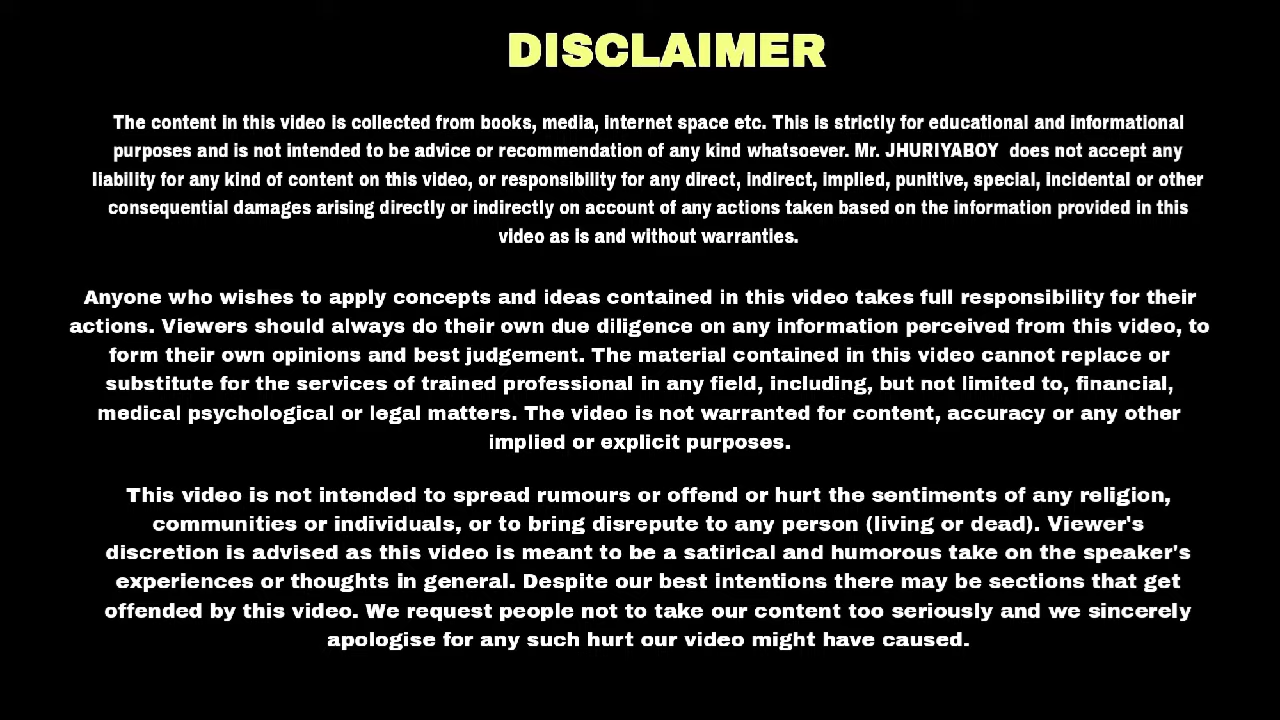 DISCLAIMER
The content in this video is collected from books, media, internet space etc. This is strictly for educational and informational
purposes and is not intended to be advice or recommendation of any kind whatsoever. Mr. JHURIYABOY does not accept any
liability for any kind of content on this video, or responsibility for any direct, indirect, implied, punitive, special, incidental or other
consequential damages arising directly or indirectly on account of any actions taken based on the information provided in this
video as is and without warranties.
Anyone who wishes to apply concepts and ideas contained in this video takes full responsibility for their
actions. Viewers should always do their own due diligence on any information perceived from this video, to
form their own opinions and best judgement. The material contained in this video cannot replace or
substitute for the services of trained professional in any field, including, but not limited to, financial,
medical psychological or legal matters. The video is not warranted for content, accuracy or any other
implied or explicit purposes.
This video is not intended to spread rumours or offend or hurt the sentiments of any religion,
communities or individuals, or to bring disrepute to any person (living or dead). Viewer's
discretion is advised as this video is meant to be a satirical and humorous take on the speaker's
experiences or thoughts in general. Despite our best intentions there may be sections that get
offended by this video. We request people not to take our content too seriously and we sincerely
apologise for any such hurt our video might have caused.